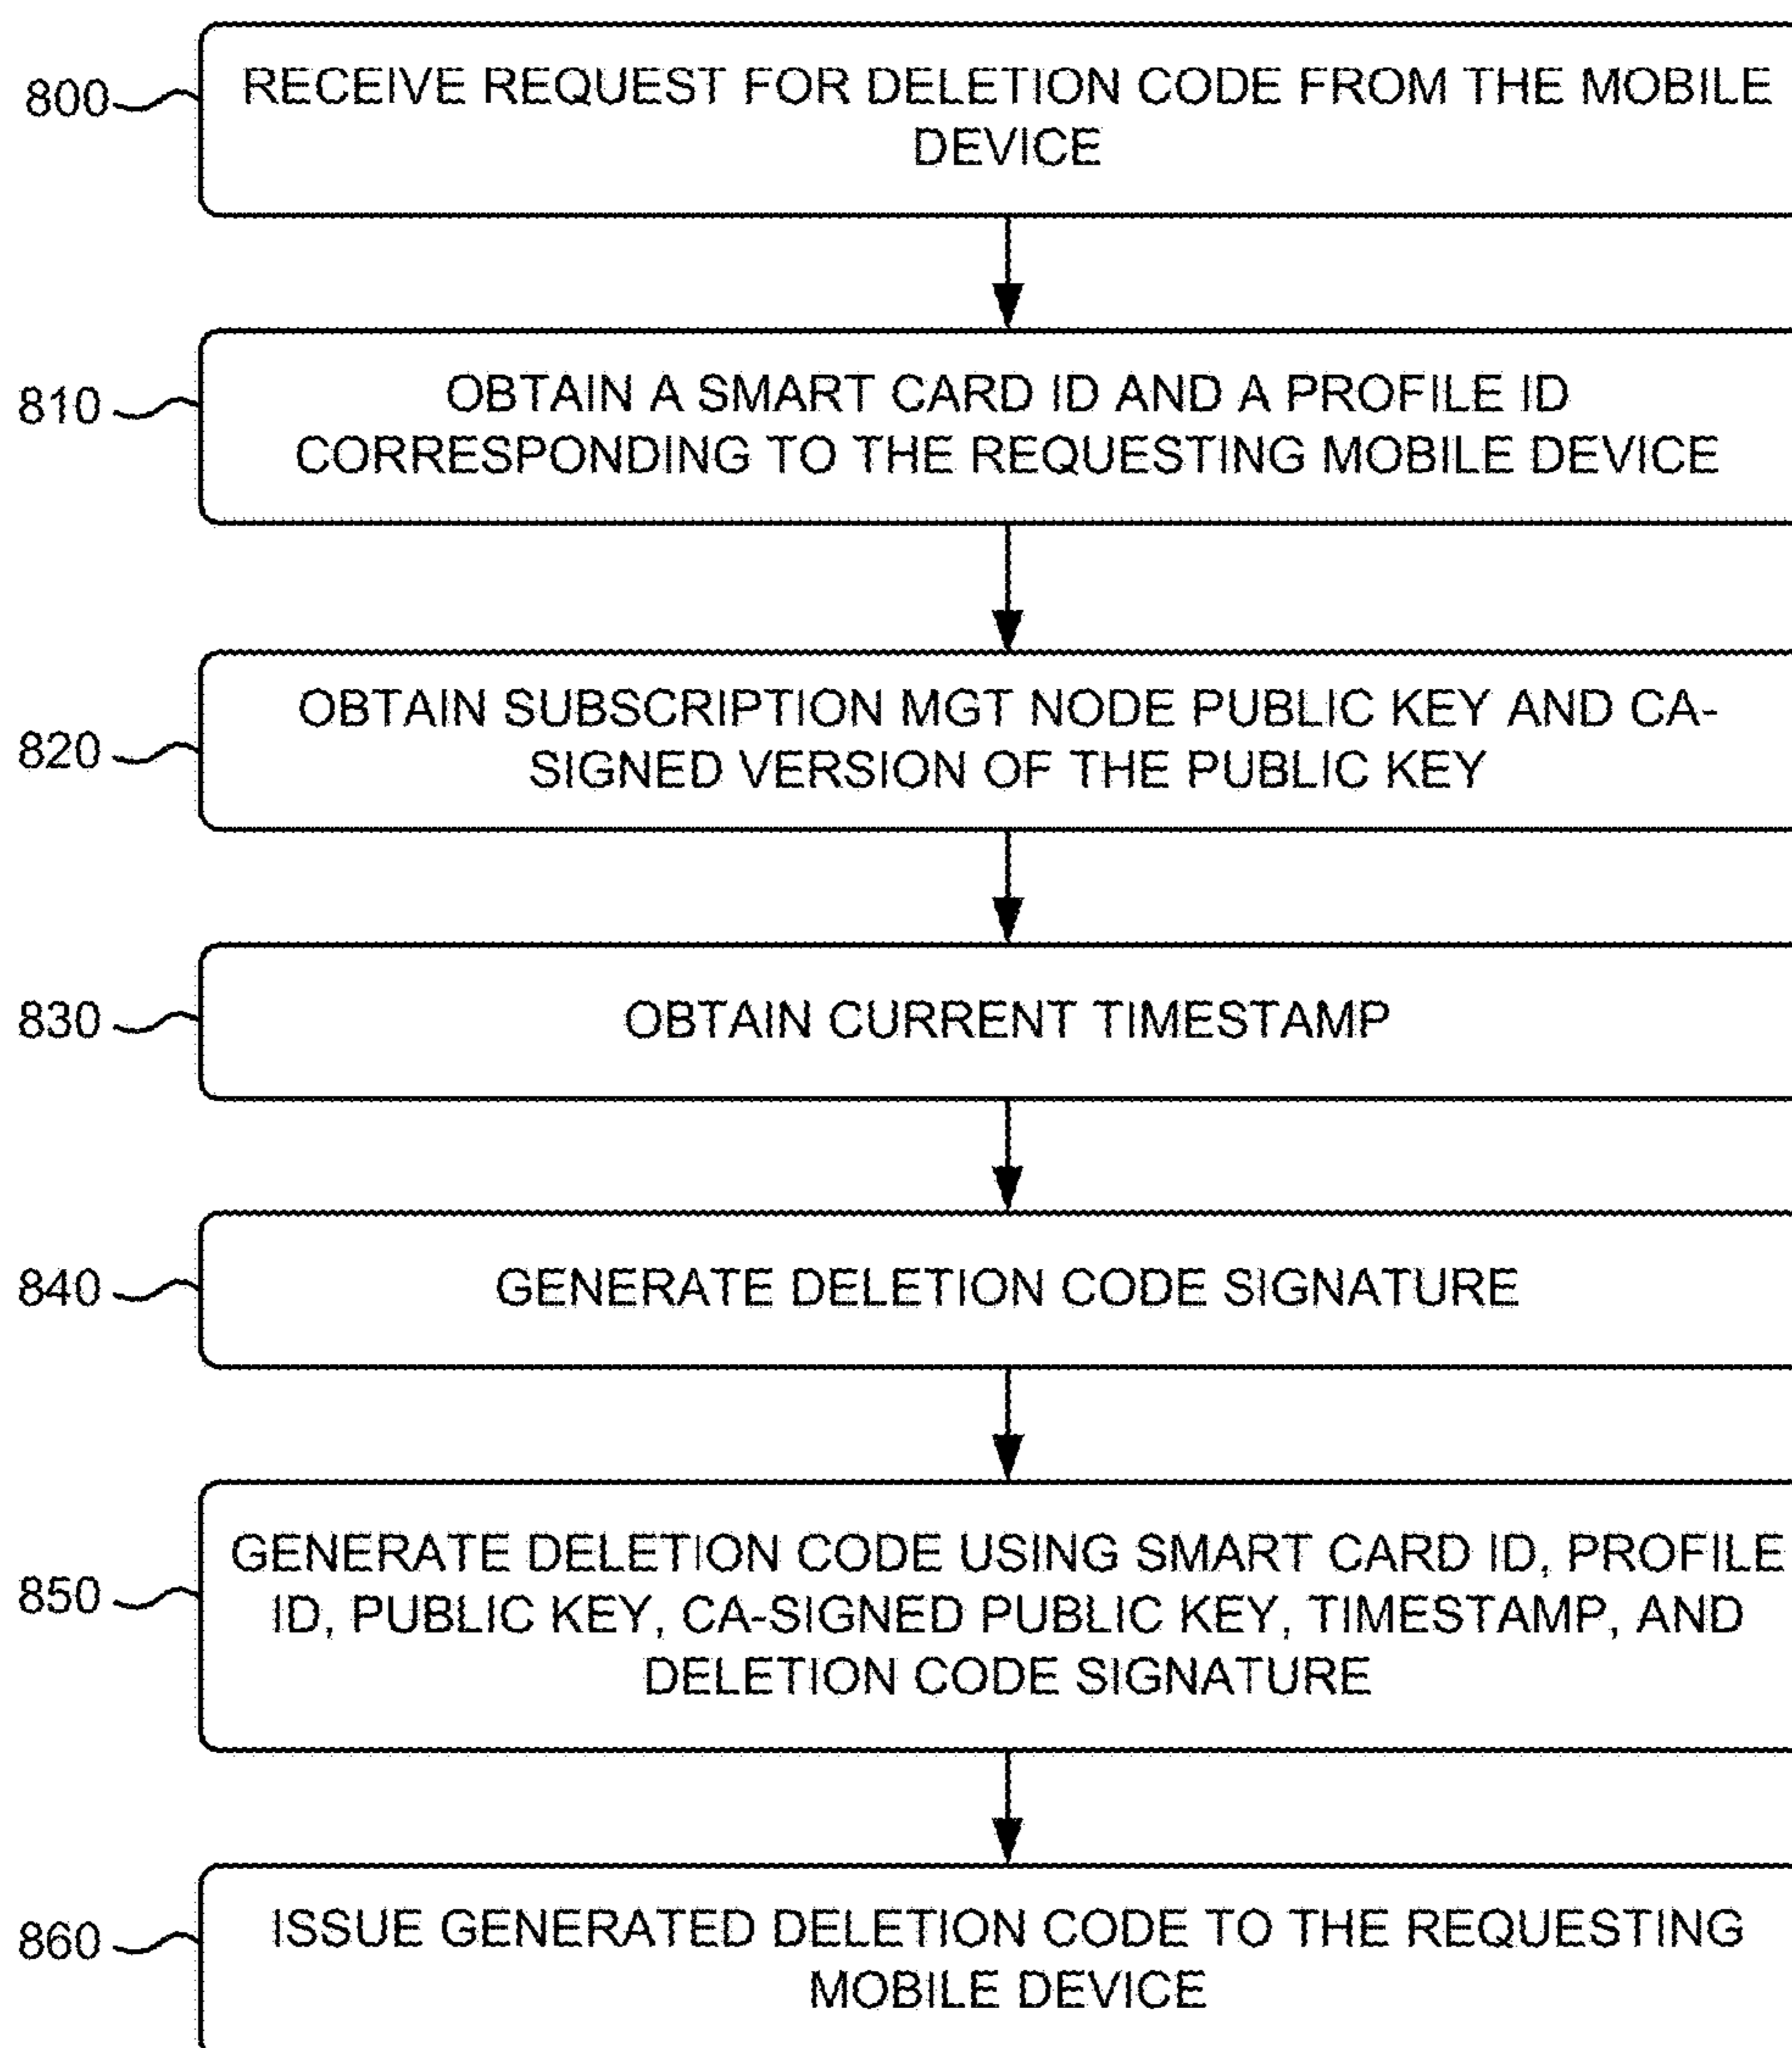 800
RECEIVE REQUEST FOR DELETION CODE FROM THE MOBILE
DEVICE
810
OBTAIN A SMART CARD ID AND A PROFILE ID
CORRESPONDING TO THE REQUESTING MOBILE DEVICE
820
OBTAIN SUBSCRIPTION MGT NODE PUBLIC KEY AND CA-
SIGNED VERSION OF THE PUBLIC KEY
830
OBTAIN CURRENT TIMESTAMP
840
GENERATE DELETION CODE SIGNATURE
850
GENERATE DELETION CODE USING SMART CARD ID, PROFILE
ID, PUBLIC KEY, CA-SIGNED PUBLIC KEY, TIMESTAMP, AND
DELETION CODE SIGNATURE
860
ISSUE GENERATED DELETION CODE TO THE REQUESTING
MOBILE DEVICE